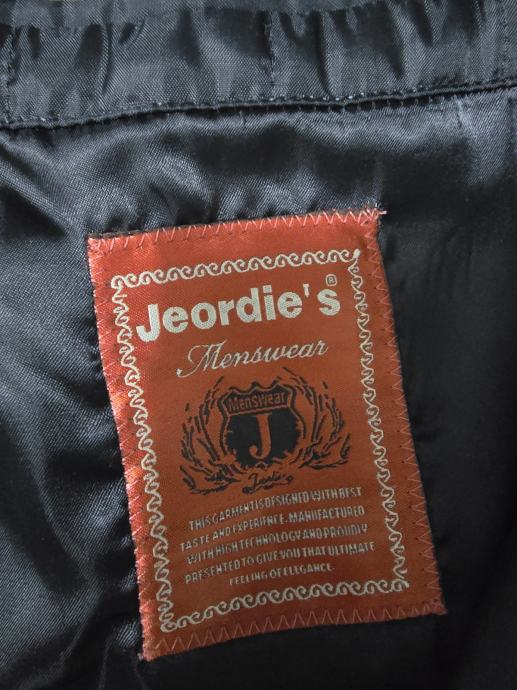 Jeordie's®
Menswear
Menswear
J
THIS GARMENT IS DESIGNED WITH BEST
TASTE AND EXPERIENCE. MANUFACTURED
WITH HIGH TECHNOLOGY AND PROUDLY
PRESENTED TO GIVE YOU THAT ULTIMATE
FEELING OF ELEGANCE.